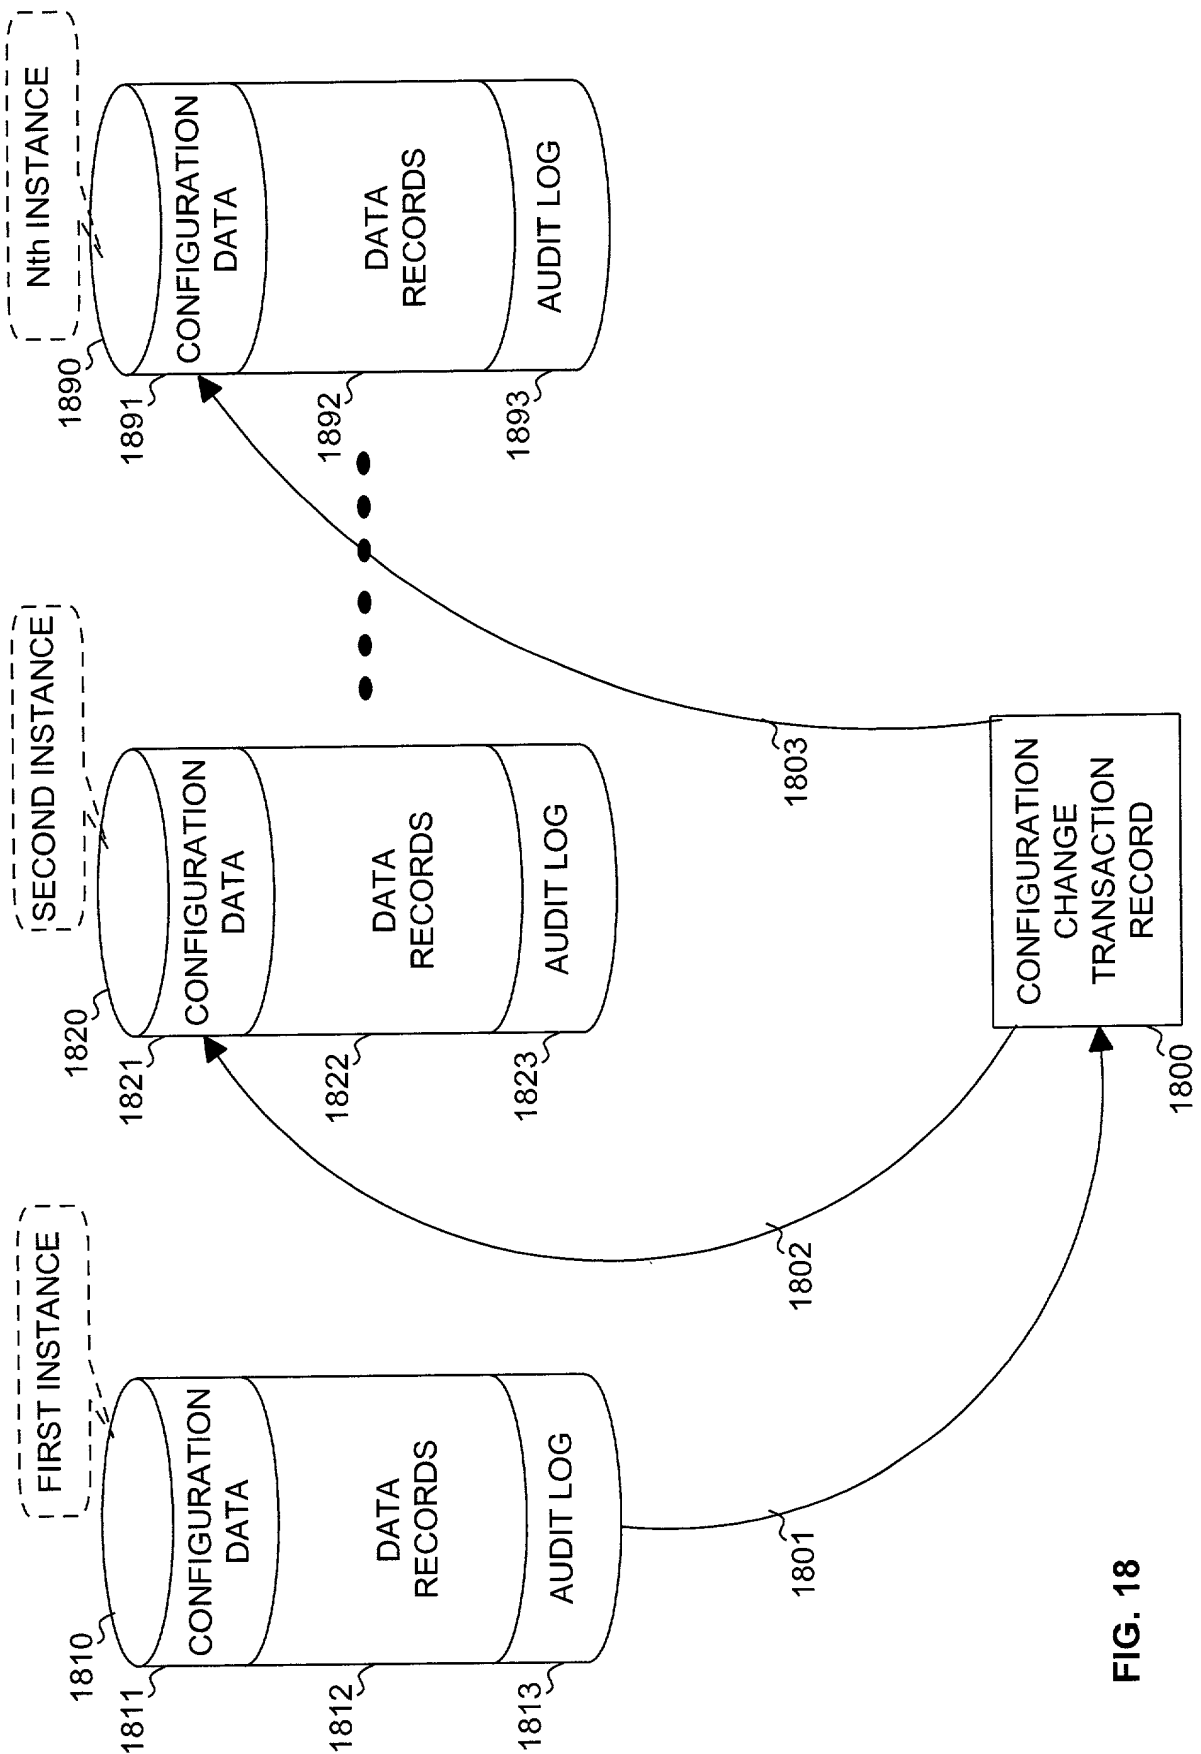 FIRST INSTANCE
SECOND INSTANCE
Nth INSTANCE
1810
1811
CONFIGURATION
DATA
1812
DATA
RECORDS
1813
AUDIT LOG
1820
1821
CONFIGURATION
DATA
1822
DATA
RECORDS
1823
AUDIT LOG
1890
1891
CONFIGURATION
DATA
1892
DATA
RECORDS
1893
AUDIT LOG
1801
1802
1803
CONFIGURATION
CHANGE
TRANSACTION
RECORD
1800
FIG. 18